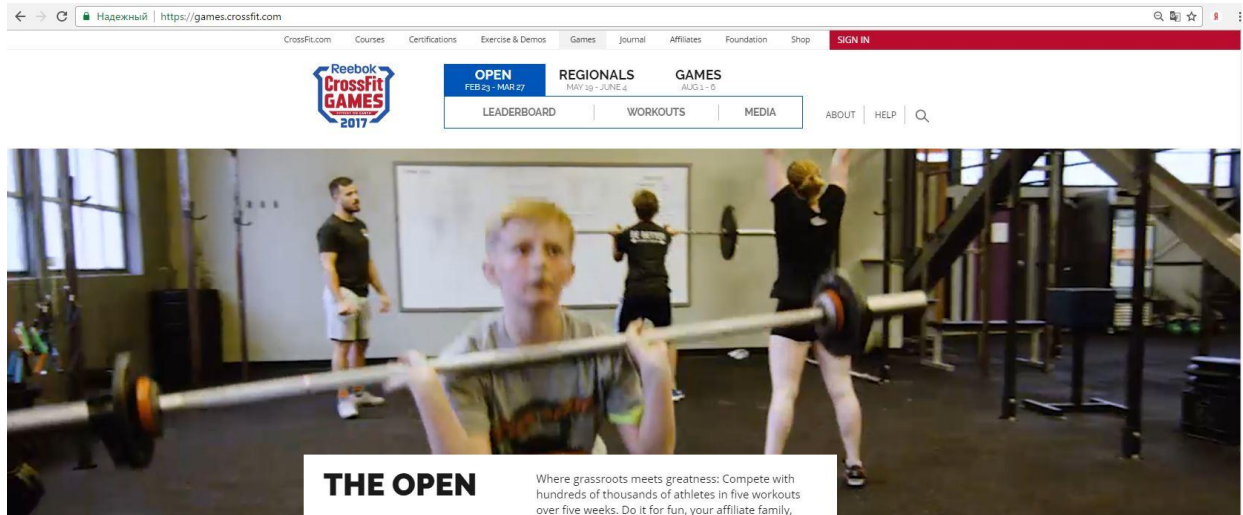 Надежный | https://games.crossfit.com
CrossFit.com Courses Certifications Exercise & Demos Games Journal Affiliates Foundation Shop SIGN IN
Reebok
CrossFit
GAMES
2017
OPEN REGIONALS GAMES
FEB 23 - MAR 27 MAY 19 - JUNE 4 AUG 1 - 6
LEADERBOARD WORKOUTS MEDIA
ABOUT HELP
THE OPEN
Where grassroots meets greatness: Compete with
hundreds of thousands of athletes in five workouts
over five weeks. Do it for fun, your affiliate family,